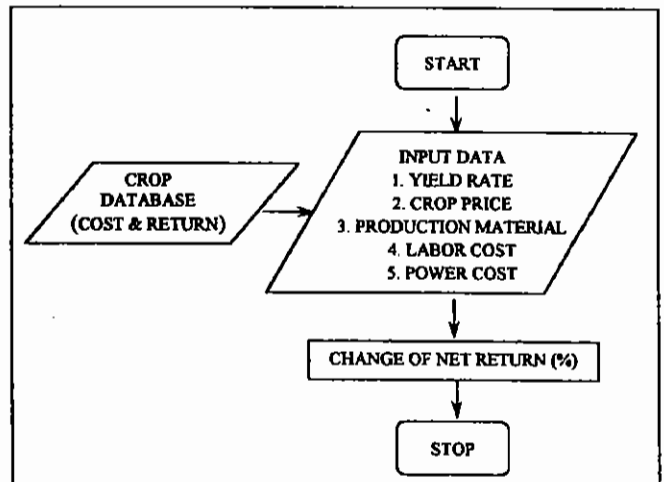 START
CROP
DATABASE
(COST & RETURN)
INPUT DATA
1. YIELD RATE
2. CROP PRICE
3. PRODUCTION MATERIAL
4. LABOR COST
5. POWER COST
CHANGE OF NET RETURN (%)
STOP